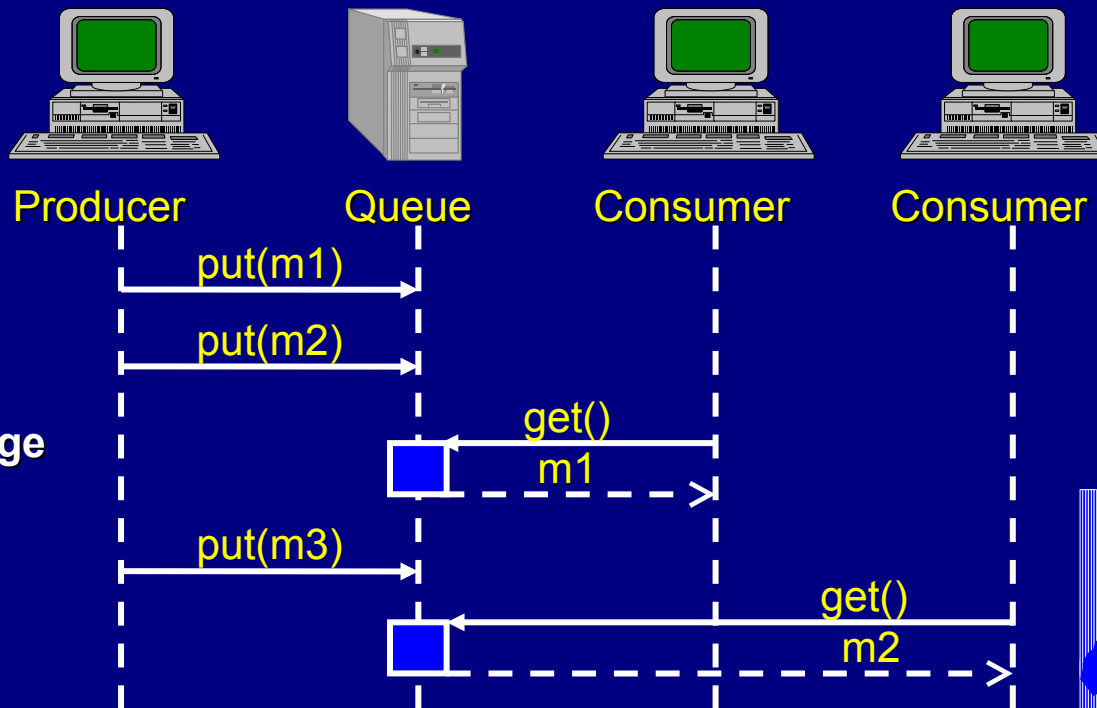 Producer Queue Consumer Consumer
put(m1)
put(m2)
get()
ge
m1
put(m3)
get()
m2